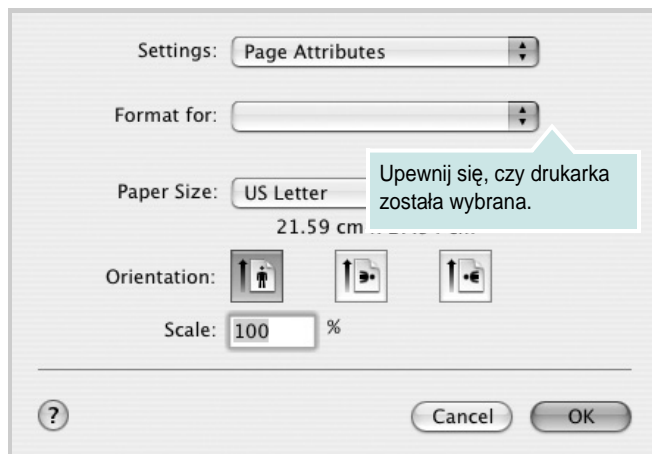 Settings: Page Attributes
Format for:
Upewnij się, czy drukarka
została wybrana.
Paper Size: US Letter
21.59 cm
Orientation:
Scale: 100 %
? Cancel OK